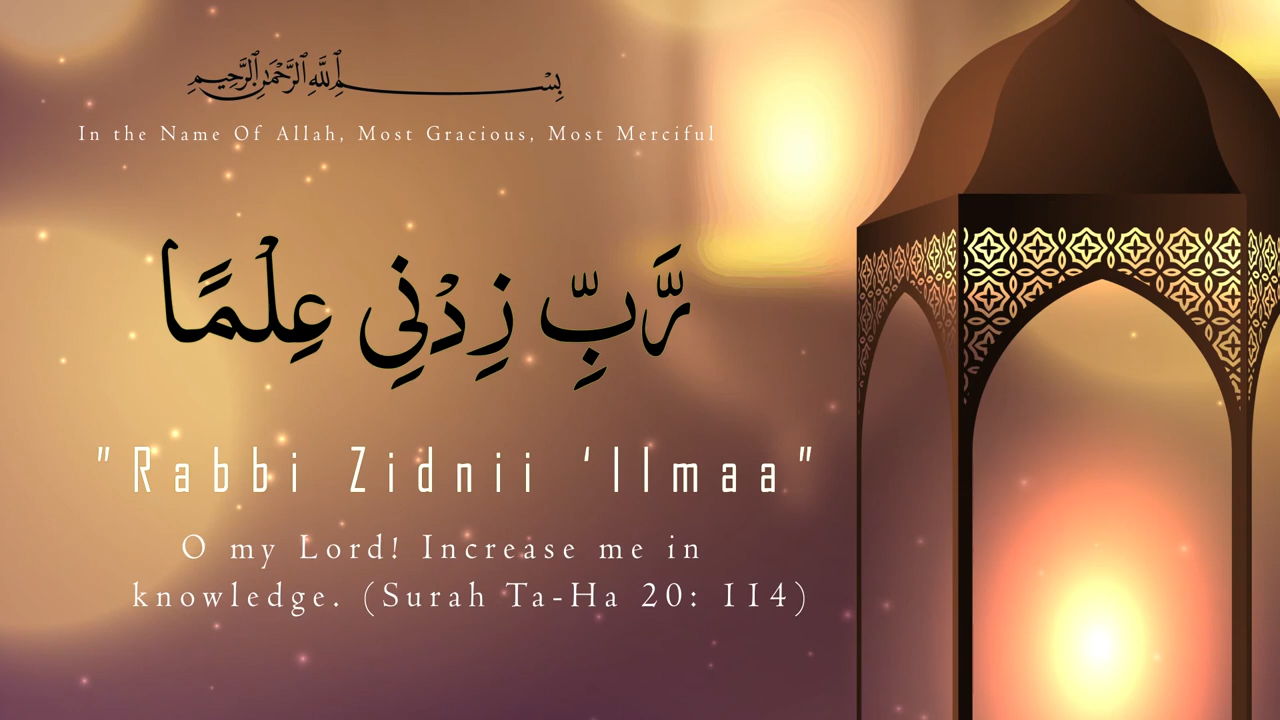 بِسْمِ ٱللَّهِ ٱلرَّحْمَٰنِ ٱلرَّحِيمِ
In the Name Of Allah, Most Gracious, Most Merciful
رَّبِّ زِدْنِي عِلْمًا
"Rabbi Zidnii ‘Ilmaa"
O my Lord! Increase me in
knowledge. (Surah Ta-Ha 20: 114)